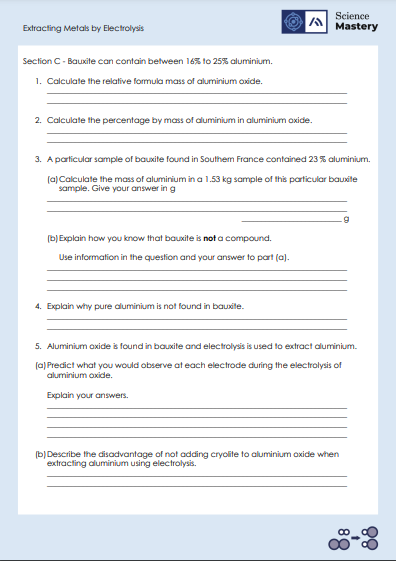 Extracting Metals by Electrolysis
Science
Mastery
Section C - Bauxite can contain between 16% to 25% aluminium.
1. Calculate the relative formula mass of aluminium oxide.
2. Calculate the percentage by mass of aluminium in aluminium oxide.
3. A particular sample of bauxite found in Southern France contained 23 % aluminium.
(a)Calculate the mass of aluminium in a 1.53 kg sample of this particular bauxite
sample. Give your answer in g
g
(b)Explain how you know that bauxite is not a compound.
Use information in the question and your answer to part (a).
4. Explain why pure aluminium is not found in bauxite.
5. Aluminium oxide is found in bauxite and electrolysis is used to extract aluminium.
(a)Predict what you would observe at each electrode during the electrolysis of
aluminium oxide.
Explain your answers.
(b)Describe the disadvantage of not adding cryolite to aluminium oxide when
extracting aluminium using electrolysis.